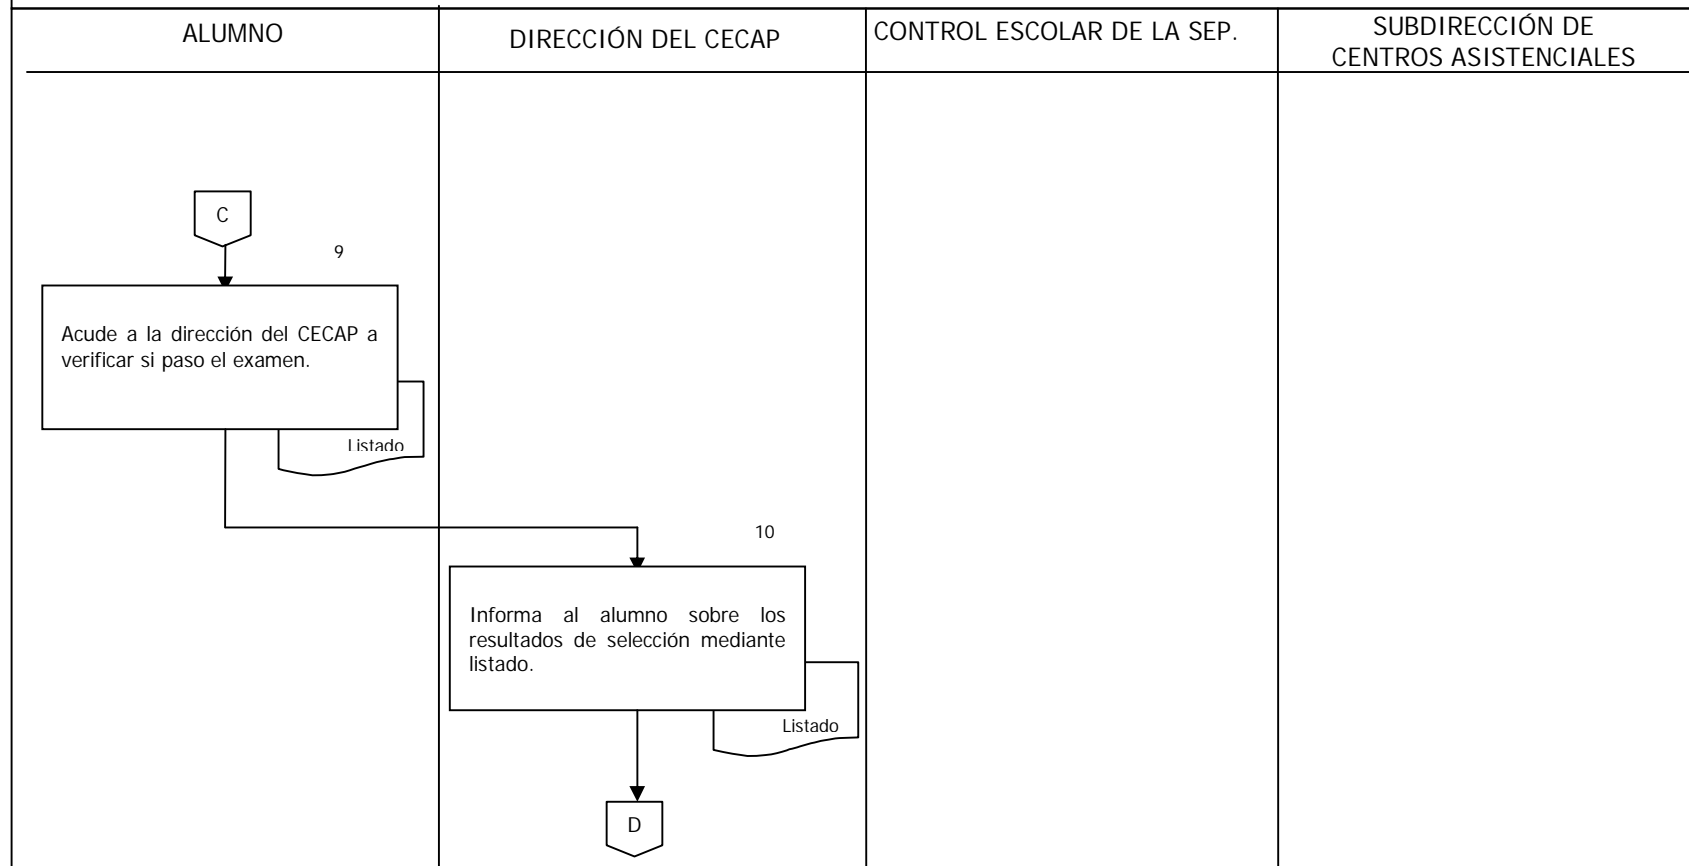 ALUMNO
DIRECCIÓN DEL CECAP
CONTROL ESCOLAR DE LA SEP.
SUBDIRECCIÓN DE
CENTROS ASISTENCIALES
C
9
Acude a la dirección del CECAP a
verificar si paso el examen.
Listado
10
Informa al alumno sobre los
resultados de selección mediante
listado.
Listado
D